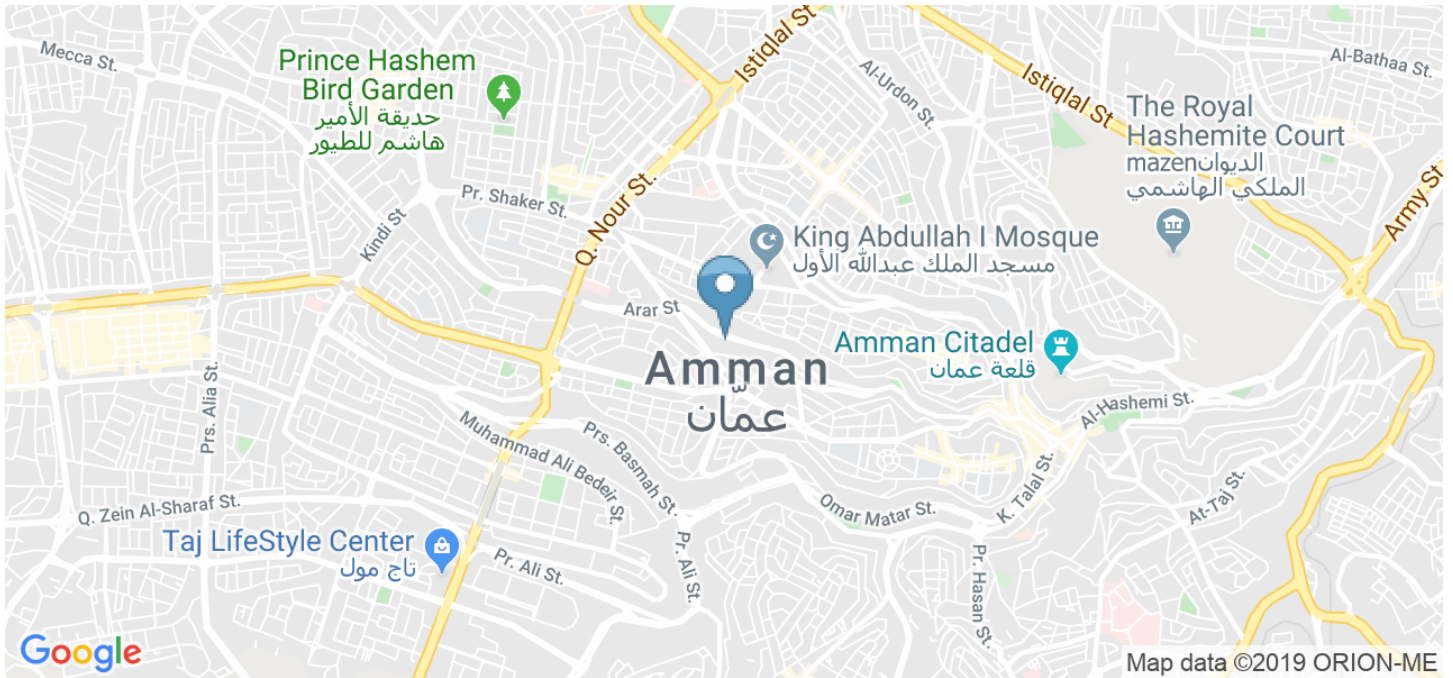 Mecca St.
Prince Hashem
Bird Garden
حديقة الأمير
هاشم للطيور
Istiqlal St
Al-Urdon St.
Istiqlal St
Al-Bathaa St.
The Royal
Hashemite Court
mazenالديوان
الملكي الهاشمي
Army St
Pr. Shaker St.
Q. Nour St.
Kindi St
King Abdullah I Mosque
مسجد الملك عبدالله الأول
Arar St
Amman Citadel
قلعة عمان
Amman
عمّان
Prs. Alia St.
Al-Hashemi St.
Muhammad Ali Bedeir St.
Prs. Basmah St.
K. Talal St.
At-Taj St.
Omar Matar St.
Q. Zein Al-Sharaf St.
Taj LifeStyle Center
تاج مول
Pr. Ali St.
Pr. Ali St.
Pr. Hasan St.
Google
Map data ©2019 ORION-ME